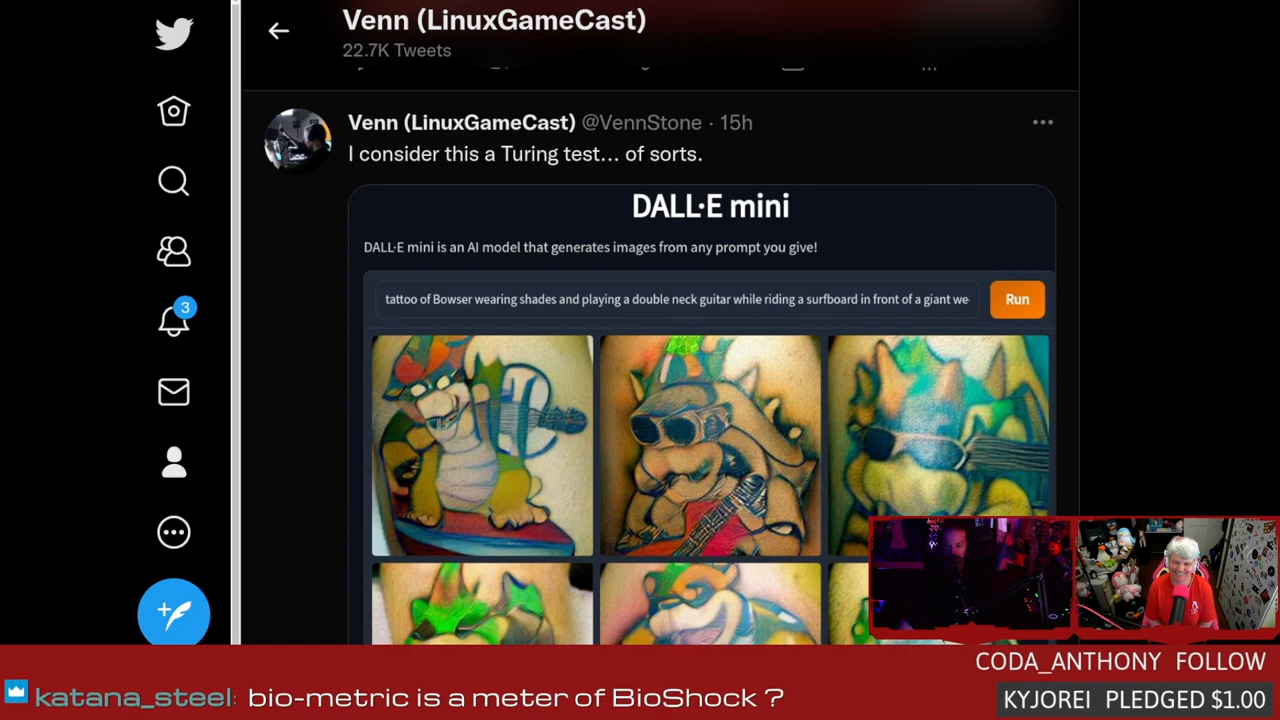 Venn (LinuxGameCast)
22.7K Tweets
Venn (LinuxGameCast) @VennStone · 15h
I consider this a Turing test... of sorts.
DALL·E mini
DALL·E mini is an AI model that generates images from any prompt you give!
tattoo of Bowser wearing shades and playing a double neck guitar while riding a surfboard in front of a giant we
Run
3
CODA_ANTHONY FOLLOW
katana_steel: bio-metric is a meter of BioShock ?
KYJOREI PLEDGED $1.00